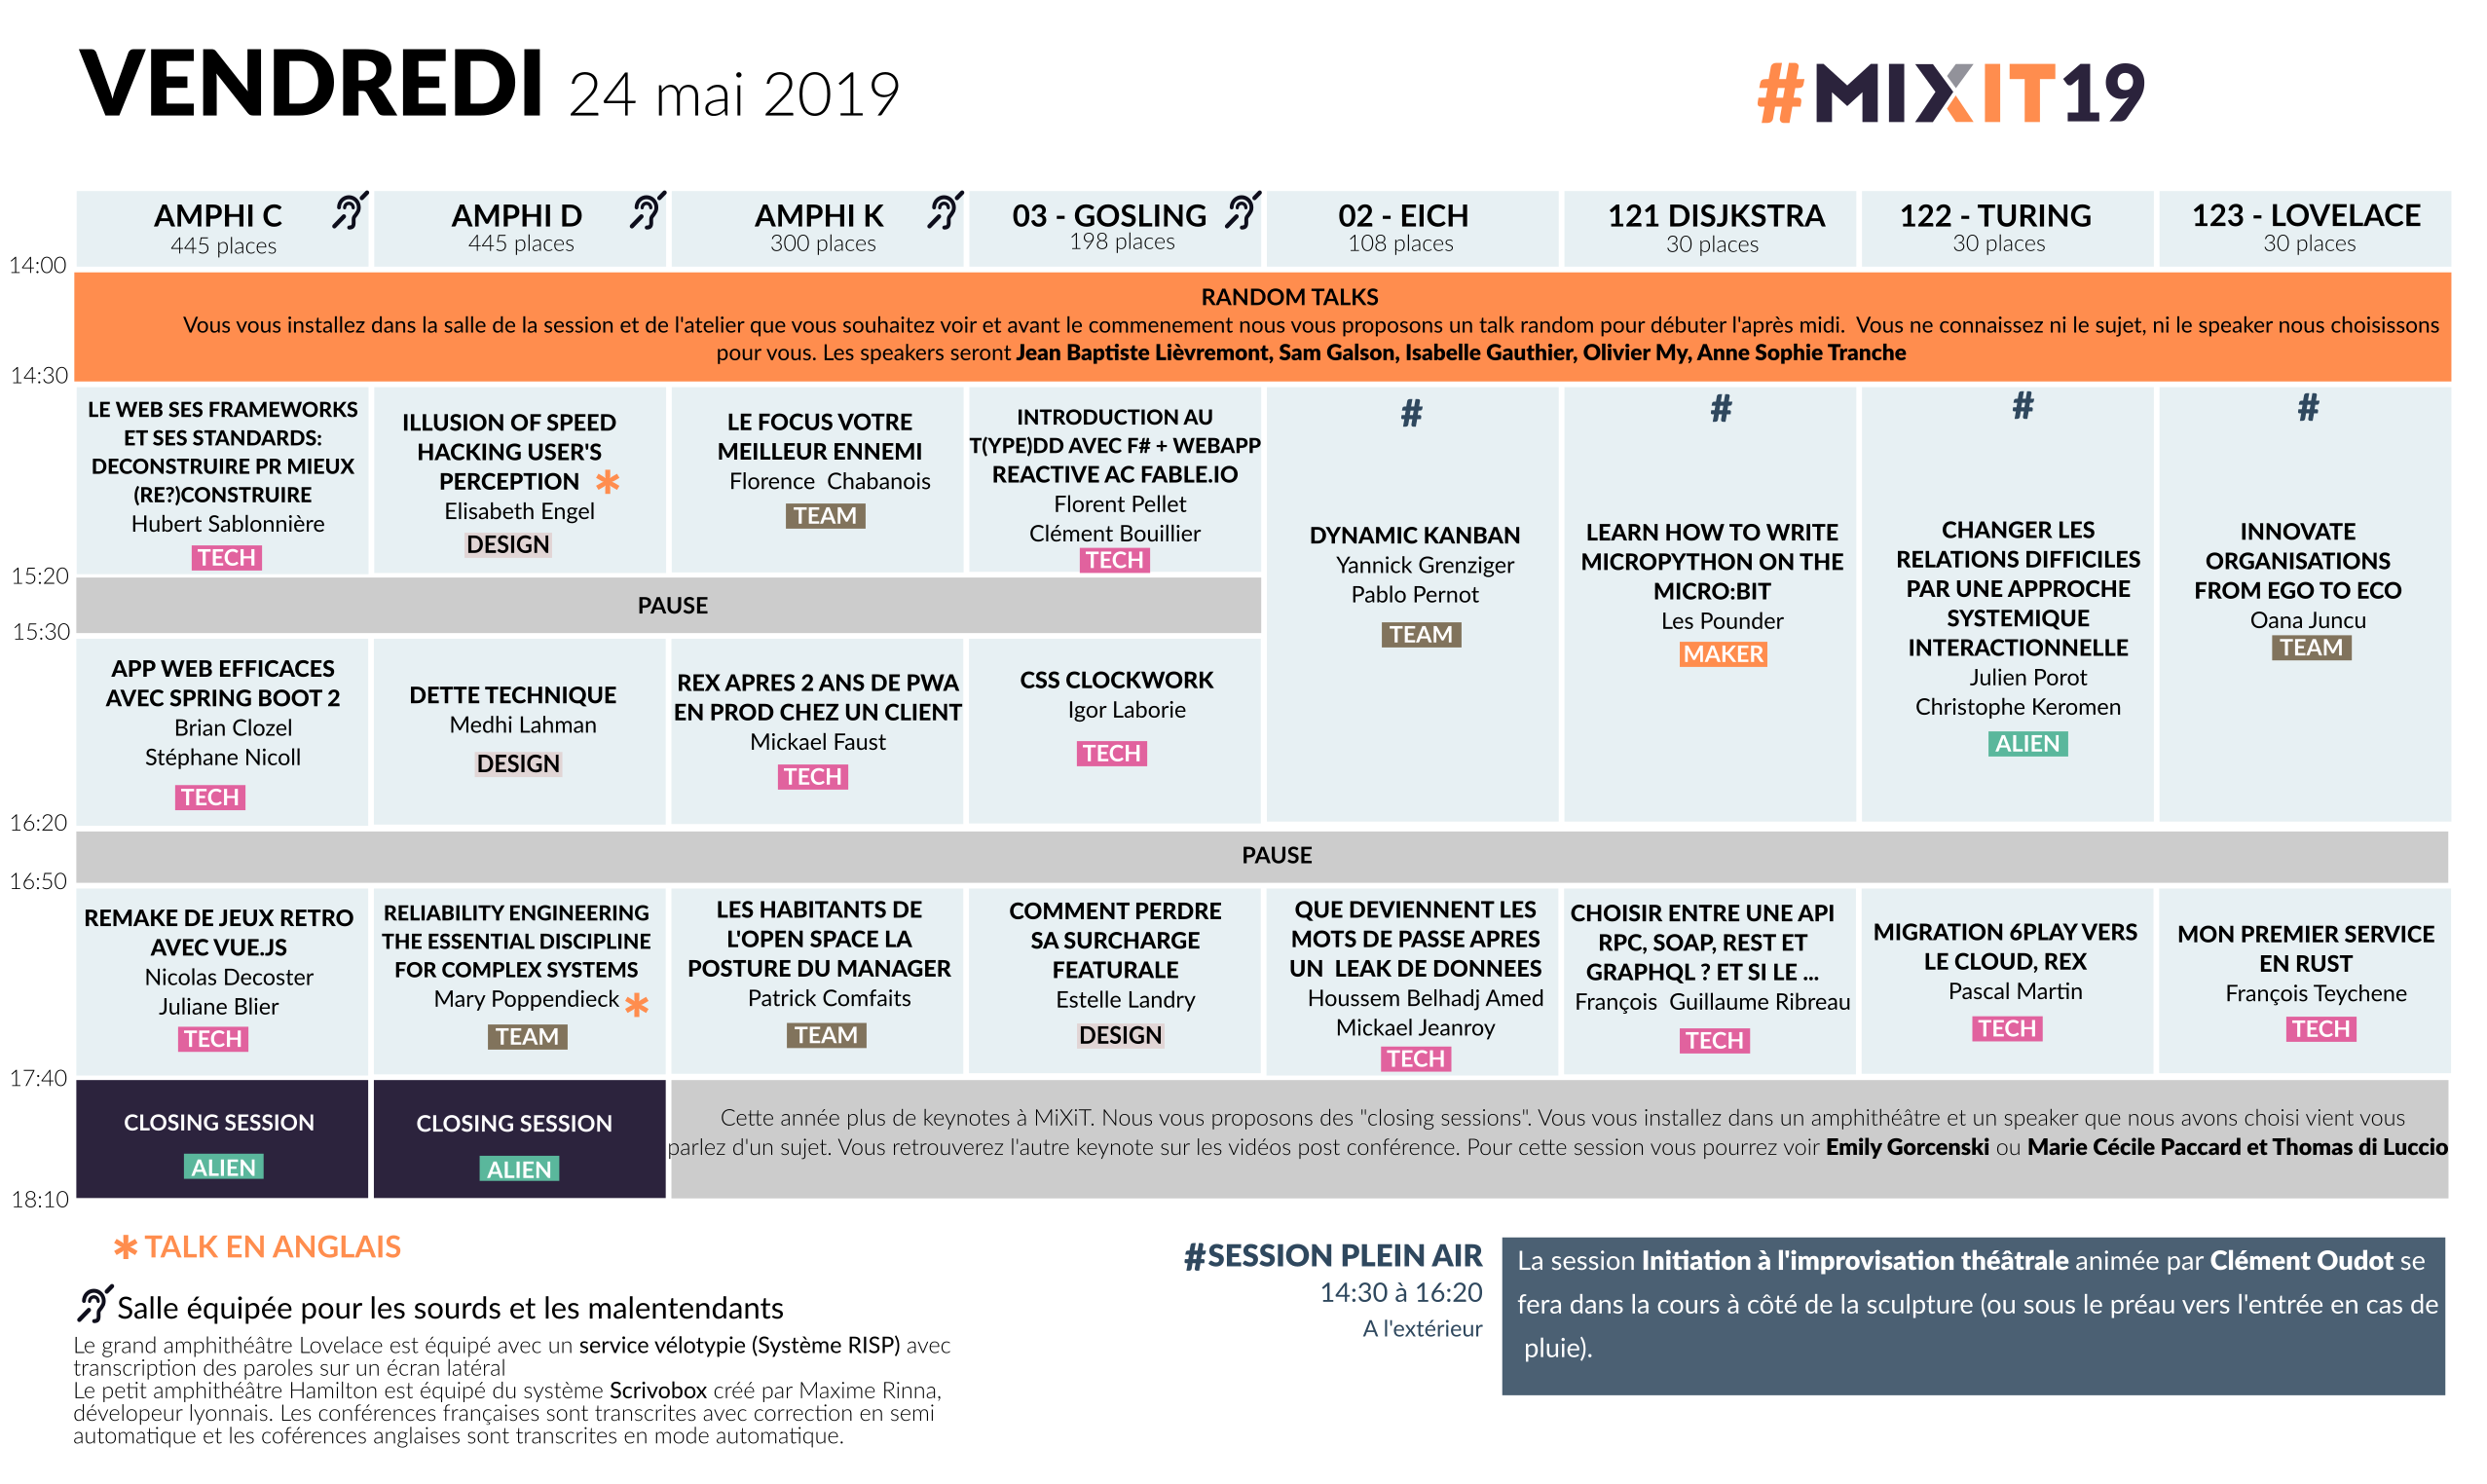 VENDREDI 24 mai 2019
#MIXIT19
AMPHI C
445 places
AMPHI D
445 places
AMPHI K
300 places
03 - GOSLING
198 places
02 - EICH
108 places
121 DISJKSTRA
30 places
122 - TURING
30 places
123 - LOVELACE
30 places
14:00
RANDOM TALKS
Vous vous installez dans la salle de la session et de l'atelier que vous souhaitez voir et avant le commenement nous vous proposons un talk random pour débuter l'après midi. Vous ne connaissez ni le sujet, ni le speaker nous choisissons
pour vous. Les speakers seront Jean Baptiste Lièvremont, Sam Galson, Isabelle Gauthier, Olivier My, Anne Sophie Tranche
14:30
LE WEB SES FRAMEWORKS
ET SES STANDARDS:
DECONSTRUIRE PR MIEUX
(RE?)CONSTRUIRE
Hubert Sablonnière
TECH
ILLUSION OF SPEED
HACKING USER'S
PERCEPTION *
Elisabeth Engel
DESIGN
LE FOCUS VOTRE
MEILLEUR ENNEMI
Florence Chabanois
TEAM
INTRODUCTION AU
T(YPE)DD AVEC F# + WEBAPP
REACTIVE AC FABLE.IO
Florent Pellet
Clément Bouillier
TECH
#
DYNAMIC KANBAN
Yannick Grenziger
Pablo Pernot
TEAM
#
LEARN HOW TO WRITE
MICROPYTHON ON THE
MICRO:BIT
Les Pounder
MAKER
#
CHANGER LES
RELATIONS DIFFICILES
PAR UNE APPROCHE
SYSTEMIQUE
INTERACTIONNELLE
Julien Porot
Christophe Keromen
ALIEN
#
INNOVATE
ORGANISATIONS
FROM EGO TO ECO
Oana Juncu
TEAM
15:20
PAUSE
15:30
APP WEB EFFICACES
AVEC SPRING BOOT 2
Brian Clozel
Stéphane Nicoll
TECH
DETTE TECHNIQUE
Medhi Lahman
DESIGN
REX APRES 2 ANS DE PWA
EN PROD CHEZ UN CLIENT
Mickael Faust
TECH
CSS CLOCKWORK
Igor Laborie
TECH
16:20
PAUSE
16:50
REMAKE DE JEUX RETRO
AVEC VUE.JS
Nicolas Decoster
Juliane Blier
TECH
RELIABILITY ENGINEERING
THE ESSENTIAL DISCIPLINE
FOR COMPLEX SYSTEMS
Mary Poppendieck *
TEAM
LES HABITANTS DE
L'OPEN SPACE LA
POSTURE DU MANAGER
Patrick Comfaits
TEAM
COMMENT PERDRE
SA SURCHARGE
FEATURALE
Estelle Landry
DESIGN
QUE DEVIENNENT LES
MOTS DE PASSE APRES
UN LEAK DE DONNEES
Houssem Belhadj Amed
Mickael Jeanroy
TECH
CHOISIR ENTRE UNE API
RPC, SOAP, REST ET
GRAPHQL ? ET SI LE ...
François Guillaume Ribreau
TECH
MIGRATION 6PLAY VERS
LE CLOUD, REX
Pascal Martin
TECH
MON PREMIER SERVICE
EN RUST
François Teychene
TECH
17:40
CLOSING SESSION
ALIEN
CLOSING SESSION
ALIEN
Cette année plus de keynotes à MiXiT. Nous vous proposons des "closing sessions". Vous vous installez dans un amphithéâtre et un speaker que nous avons choisi vient vous
parlez d'un sujet. Vous retrouverez l'autre keynote sur les vidéos post conférence. Pour cette session vous pourrez voir Emily Gorcenski ou Marie Cécile Paccard et Thomas di Luccio
18:10
* TALK EN ANGLAIS
Salle équipée pour les sourds et les malentendants
Le grand amphithéâtre Lovelace est équipé avec un service vélotypie (Système RISP) avec
transcription des paroles sur un écran latéral
Le petit amphithéâtre Hamilton est équipé du système Scrivobox créé par Maxime Rinna,
dévelopeur lyonnais. Les conférences françaises sont transcrites avec correction en semi
automatique et les coférences anglaises sont transcrites en mode automatique.
#SESSION PLEIN AIR
14:30 à 16:20
A l'extérieur
La session Initiation à l'improvisation théâtrale animée par Clément Oudot se
fera dans la cours à côté de la sculpture (ou sous le préau vers l'entrée en cas de
pluie).